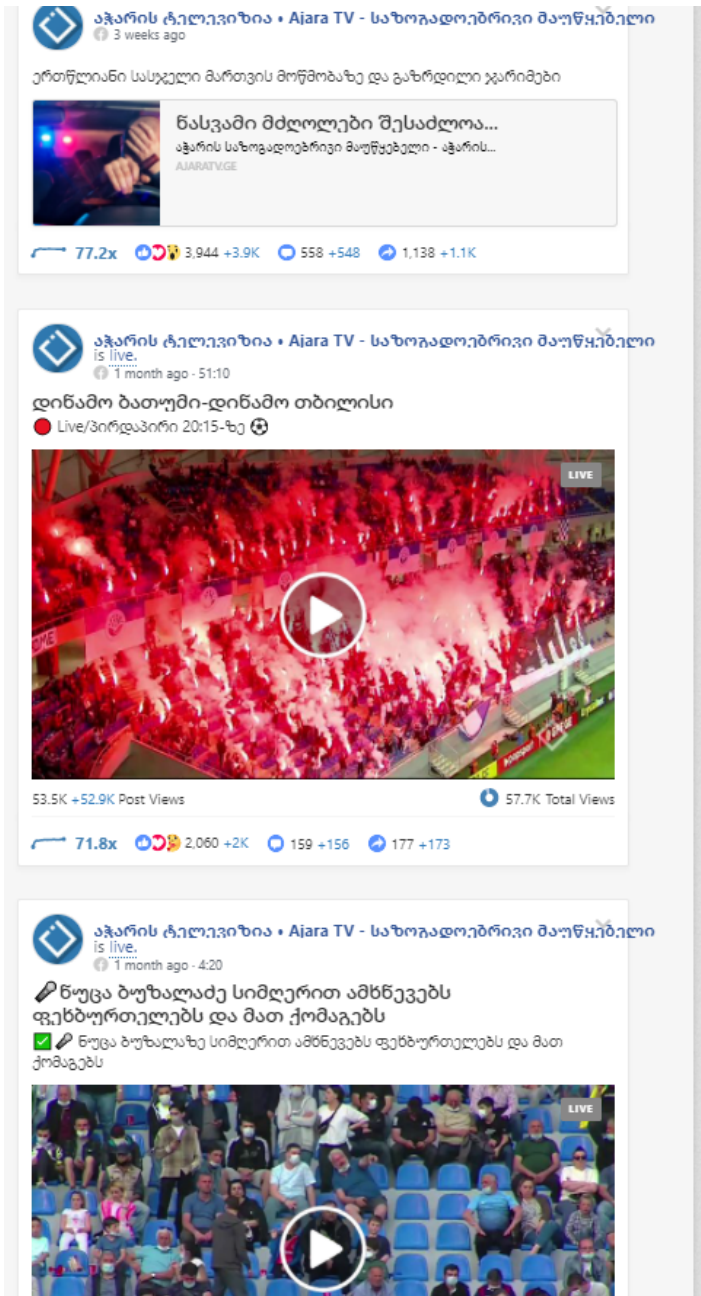 აჭარის ტელევიზია • Ajara TV - საზოგადოებრივი მაუწყებელი
3 weeks ago
ერთწლიანი სასჯელი მართვის მოწმობაზე და გაზრდილი ჯარიმები
ნასვამი მძღოლები შესაძლოა...
აჭარის საზოგადოებრივი მაუწყებელი - აჭარის...
AJARATV.GE
77.2x 3,944 +3.9K 558 +548 1,138 +1.1K
აჭარის ტელევიზია • Ajara TV - საზოგადოებრივი მაუწყებელი
is live.
1 month ago · 51:10
დინამო ბათუმი-დინამო თბილისი
Live/პირდაპირი 20:15-ზე
LIVE
53.5K +52.9K Post Views 57.7K Total Views
71.8x 2,060 +2K 159 +156 177 +173
აჭარის ტელევიზია • Ajara TV - საზოგადოებრივი მაუწყებელი
is live.
1 month ago · 4:20
ნუცა ბუზალაძე სიმღერით ამხნევებს
ფეხბურთელებს და მათ ქომაგებს
ნუცა ბუზალაზე სიმღერით ამხნევებს ფეხბურთელებს და მათ
ქომაგებს
LIVE